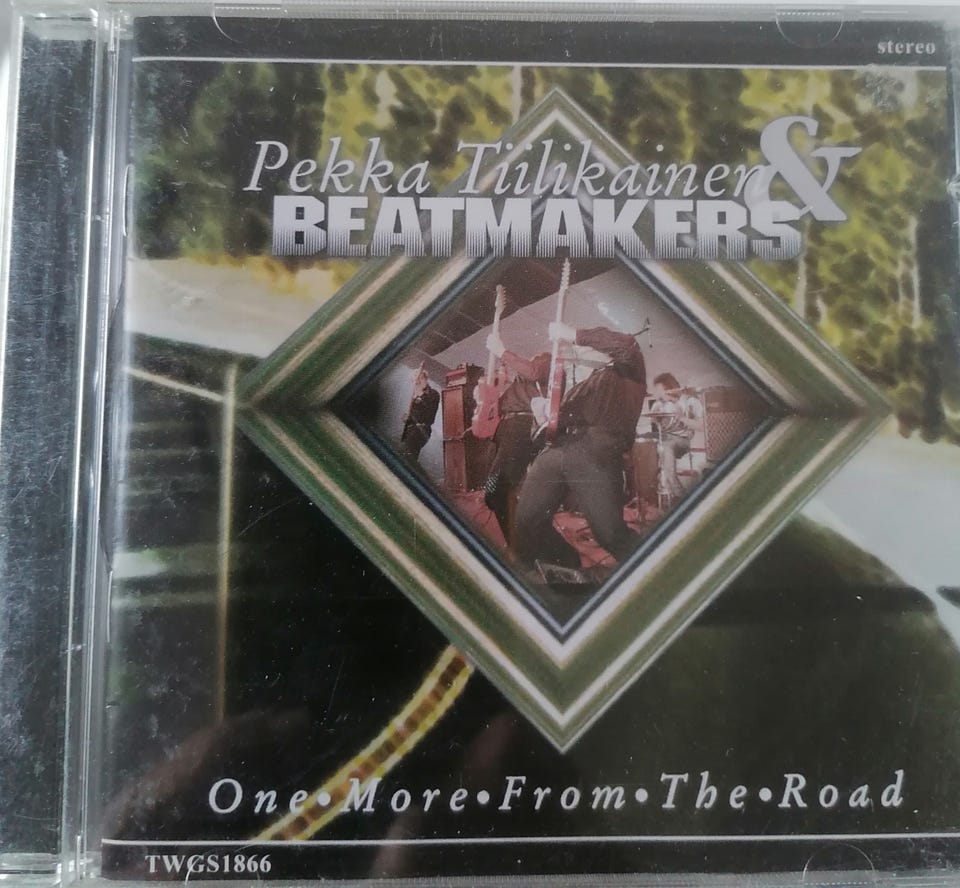 stereo
Pekka Tiilikainen &
BEATMAKERS
One•More•From•The•Road
TWGS1866